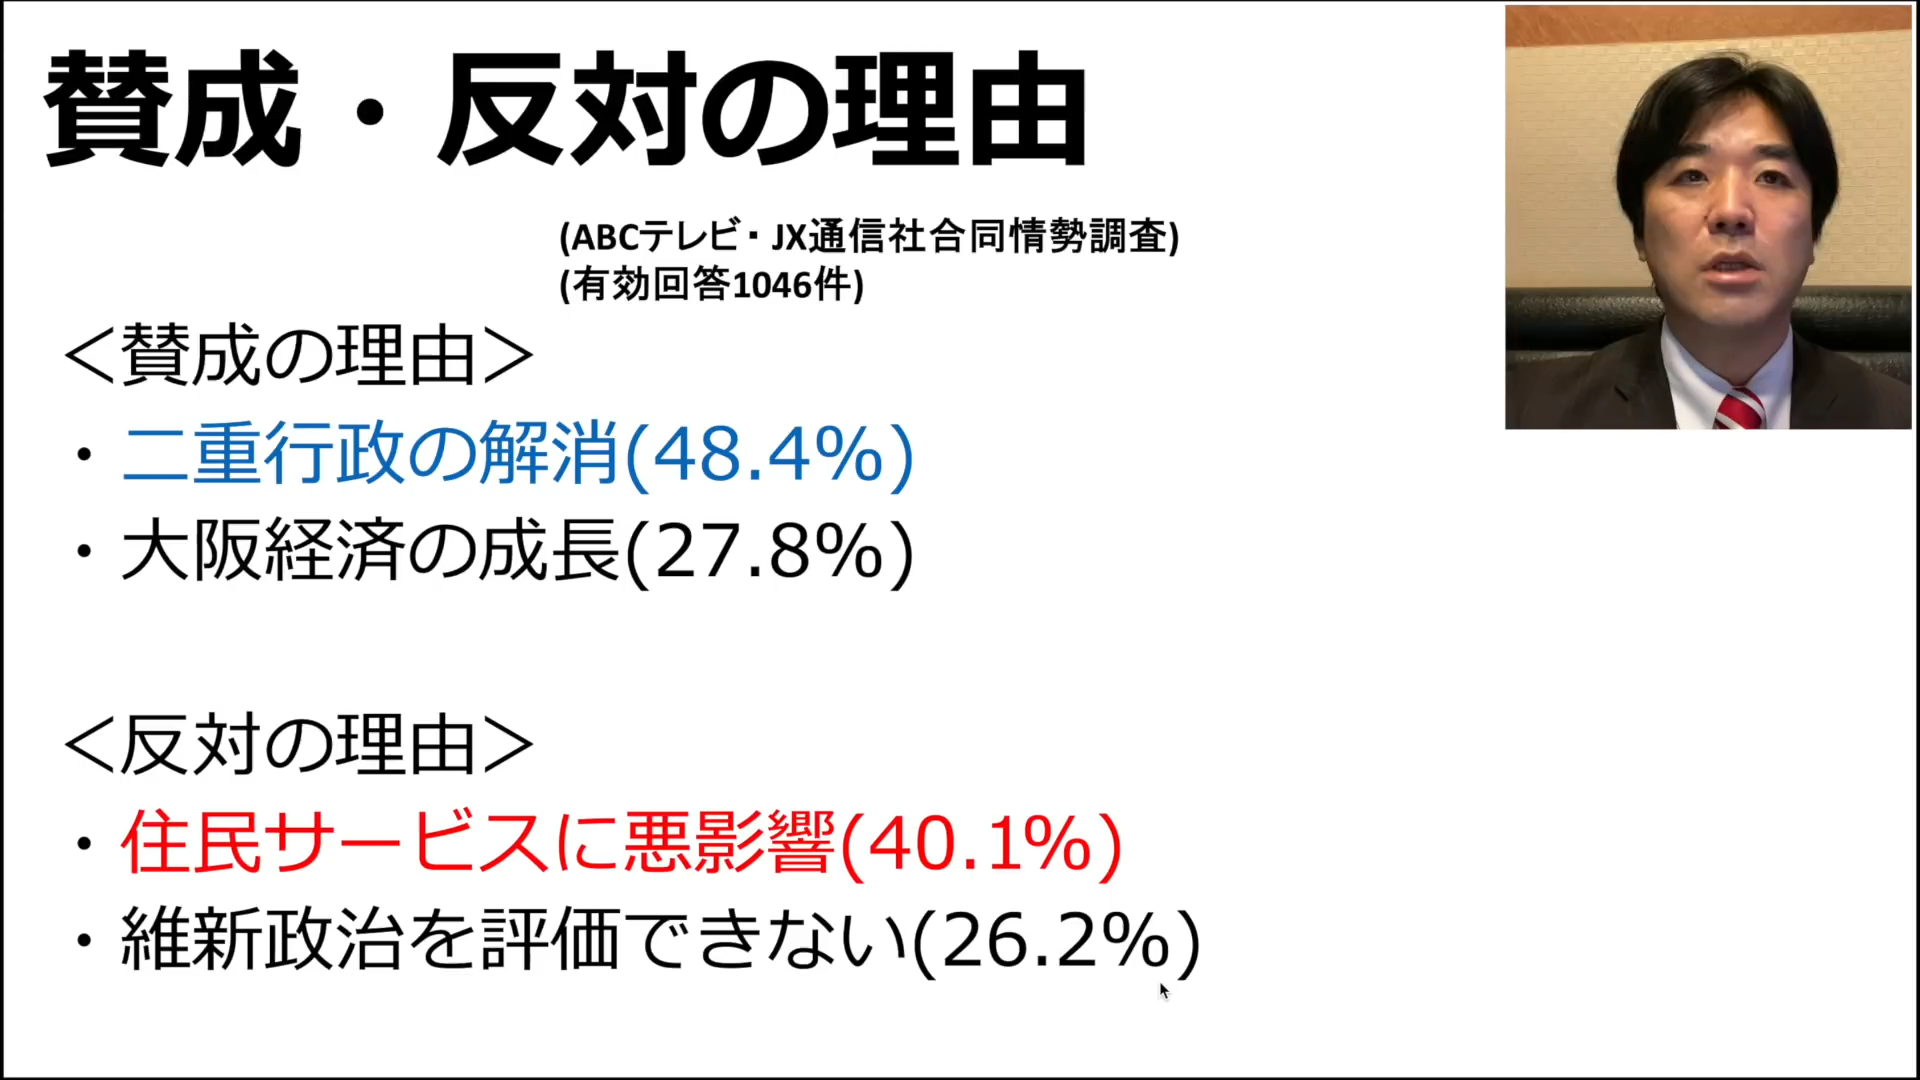 賛成・反対の理由
(ABCテレビ・JX通信社合同情勢調査)
(有効回答1046件)
＜賛成の理由＞
・二重行政の解消(48.4%)
・大阪経済の成長(27.8%)
＜反対の理由＞
・住民サービスに悪影響(40.1%)
・維新政治を評価できない(26.2%)